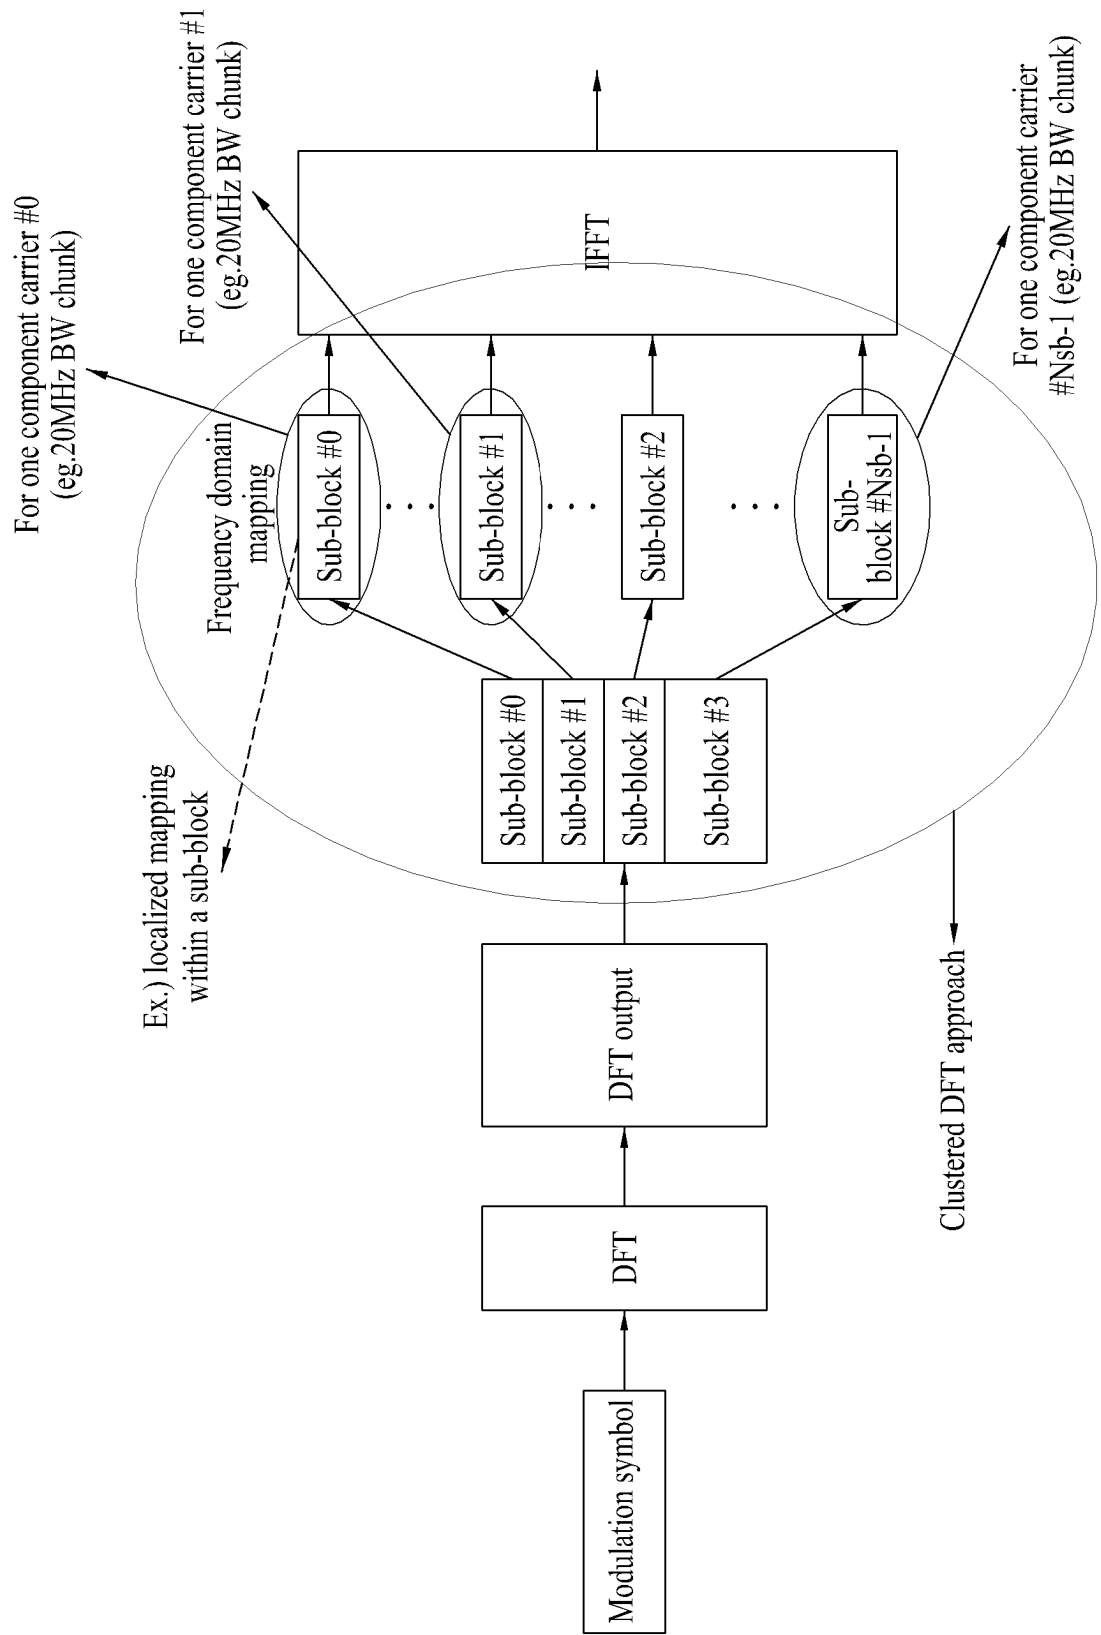 Modulation symbol
DFT
DFT output
Sub-block #0
Sub-block #1
Sub-block #2
Sub-block #3
Ex.) localized mapping
within a sub-block
Frequency domain
mapping
Sub-block #0
Sub-block #1
Sub-block #2
Sub-
block #Nsb-1
For one component carrier #0
(eg.20MHz BW chunk)
For one component carrier #1
(eg.20MHz BW chunk)
For one component carrier
#Nsb-1 (eg.20MHz BW chunk)
IFFT
Clustered DFT approach